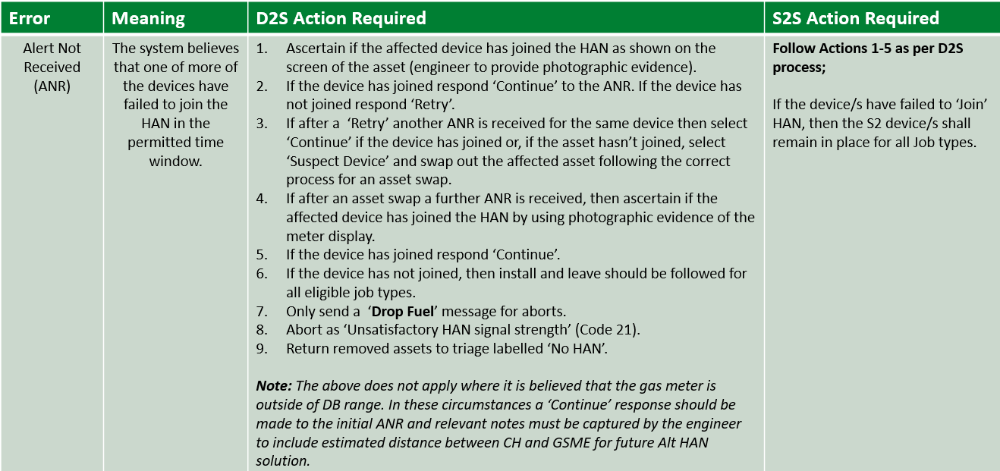 Error
Meaning
D2S Action Required
S2S Action Required
Alert Not
Received
(ANR)
The system believes
that one of more of
the devices have
failed to join the
HAN in the
permitted time
window.
1. Ascertain if the affected device has joined the HAN as shown on the
screen of the asset (engineer to provide photographic evidence).
2. If the device has joined respond ‘Continue’ to the ANR. If the device has
not joined respond ‘Retry’.
3. If after a ‘Retry’ another ANR is received for the same device then select
‘Continue’ if the device has joined or, if the asset hasn’t joined, select
‘Suspect Device’ and swap out the affected asset following the correct
process for an asset swap.
4. If after an asset swap a further ANR is received, then ascertain if the
affected device has joined the HAN by using photographic evidence of the
meter display.
5. If the device has joined respond ‘Continue’.
6. If the device has not joined, then install and leave should be followed for
all eligible job types.
7. Only send a ‘Drop Fuel’ message for aborts.
8. Abort as ‘Unsatisfactory HAN signal strength’ (Code 21).
9. Return removed assets to triage labelled ‘No HAN’.
Note: The above does not apply where it is believed that the gas meter is
outside of DB range. In these circumstances a ‘Continue’ response should be
made to the initial ANR and relevant notes must be captured by the engineer
to include estimated distance between CH and GSME for future Alt HAN
solution.
Follow Actions 1-5 as per D2S
process;
If the device/s have failed to ‘Join’
HAN, then the S2 device/s shall
remain in place for all Job types.